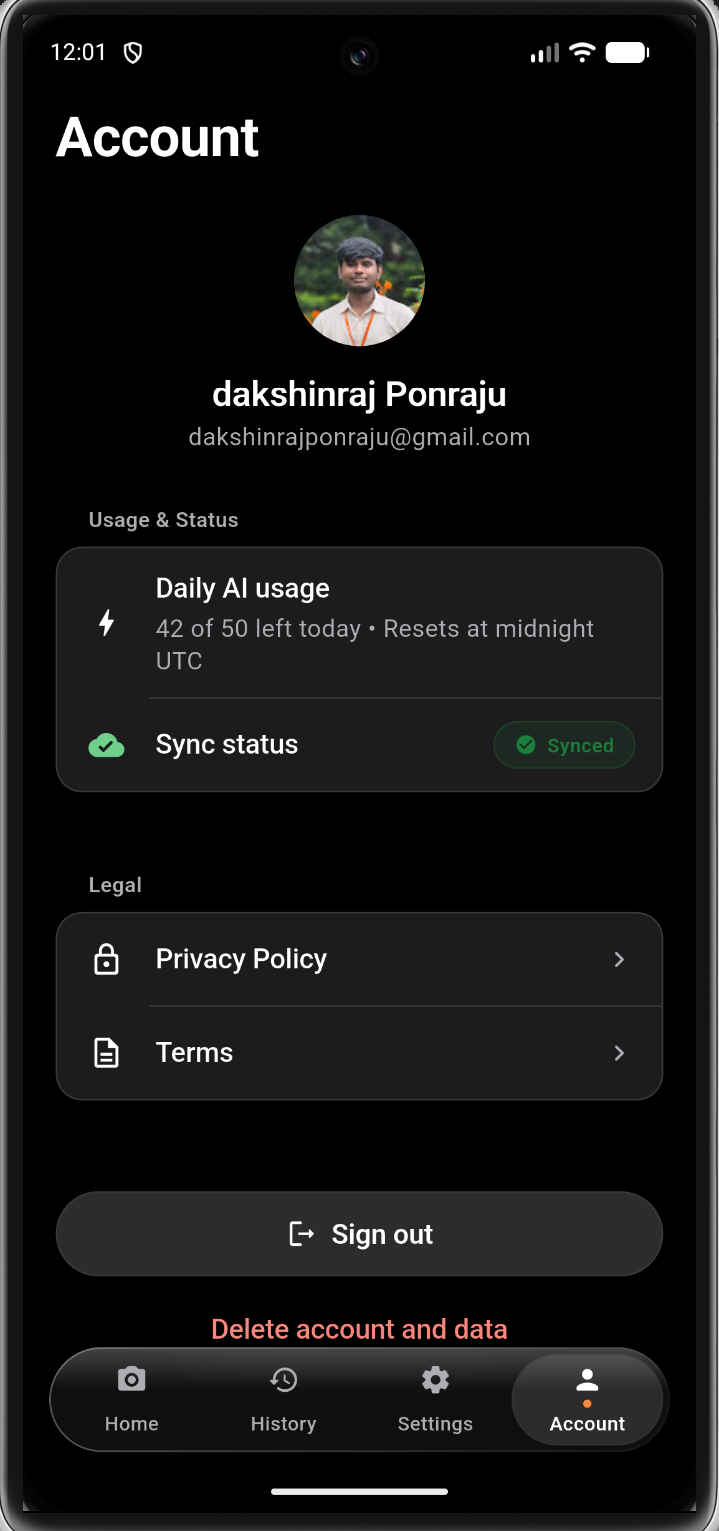 12:01
Account
dakshinraj Ponraju
dakshinrajponraju@gmail.com
Usage & Status
Daily AI usage
42 of 50 left today • Resets at midnight
UTC
Sync status
Synced
Legal
Privacy Policy
Terms
Sign out
Delete account and data
Home
History
Settings
Account